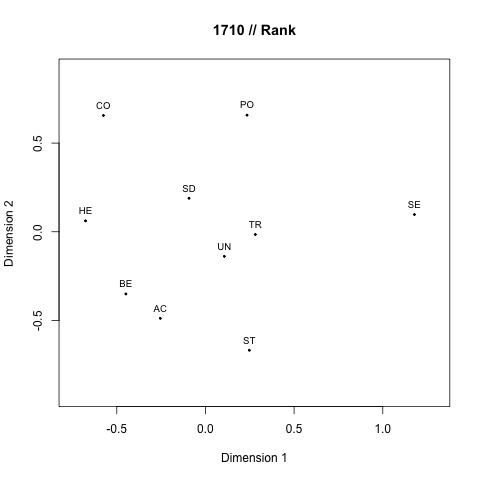 1710 // Rank
CO
PO
SD
SE
HE
TR
UN
BE
AC
ST
0.5
0.0
-0.5
Dimension 2
-0.5
0.0
0.5
1.0
Dimension 1